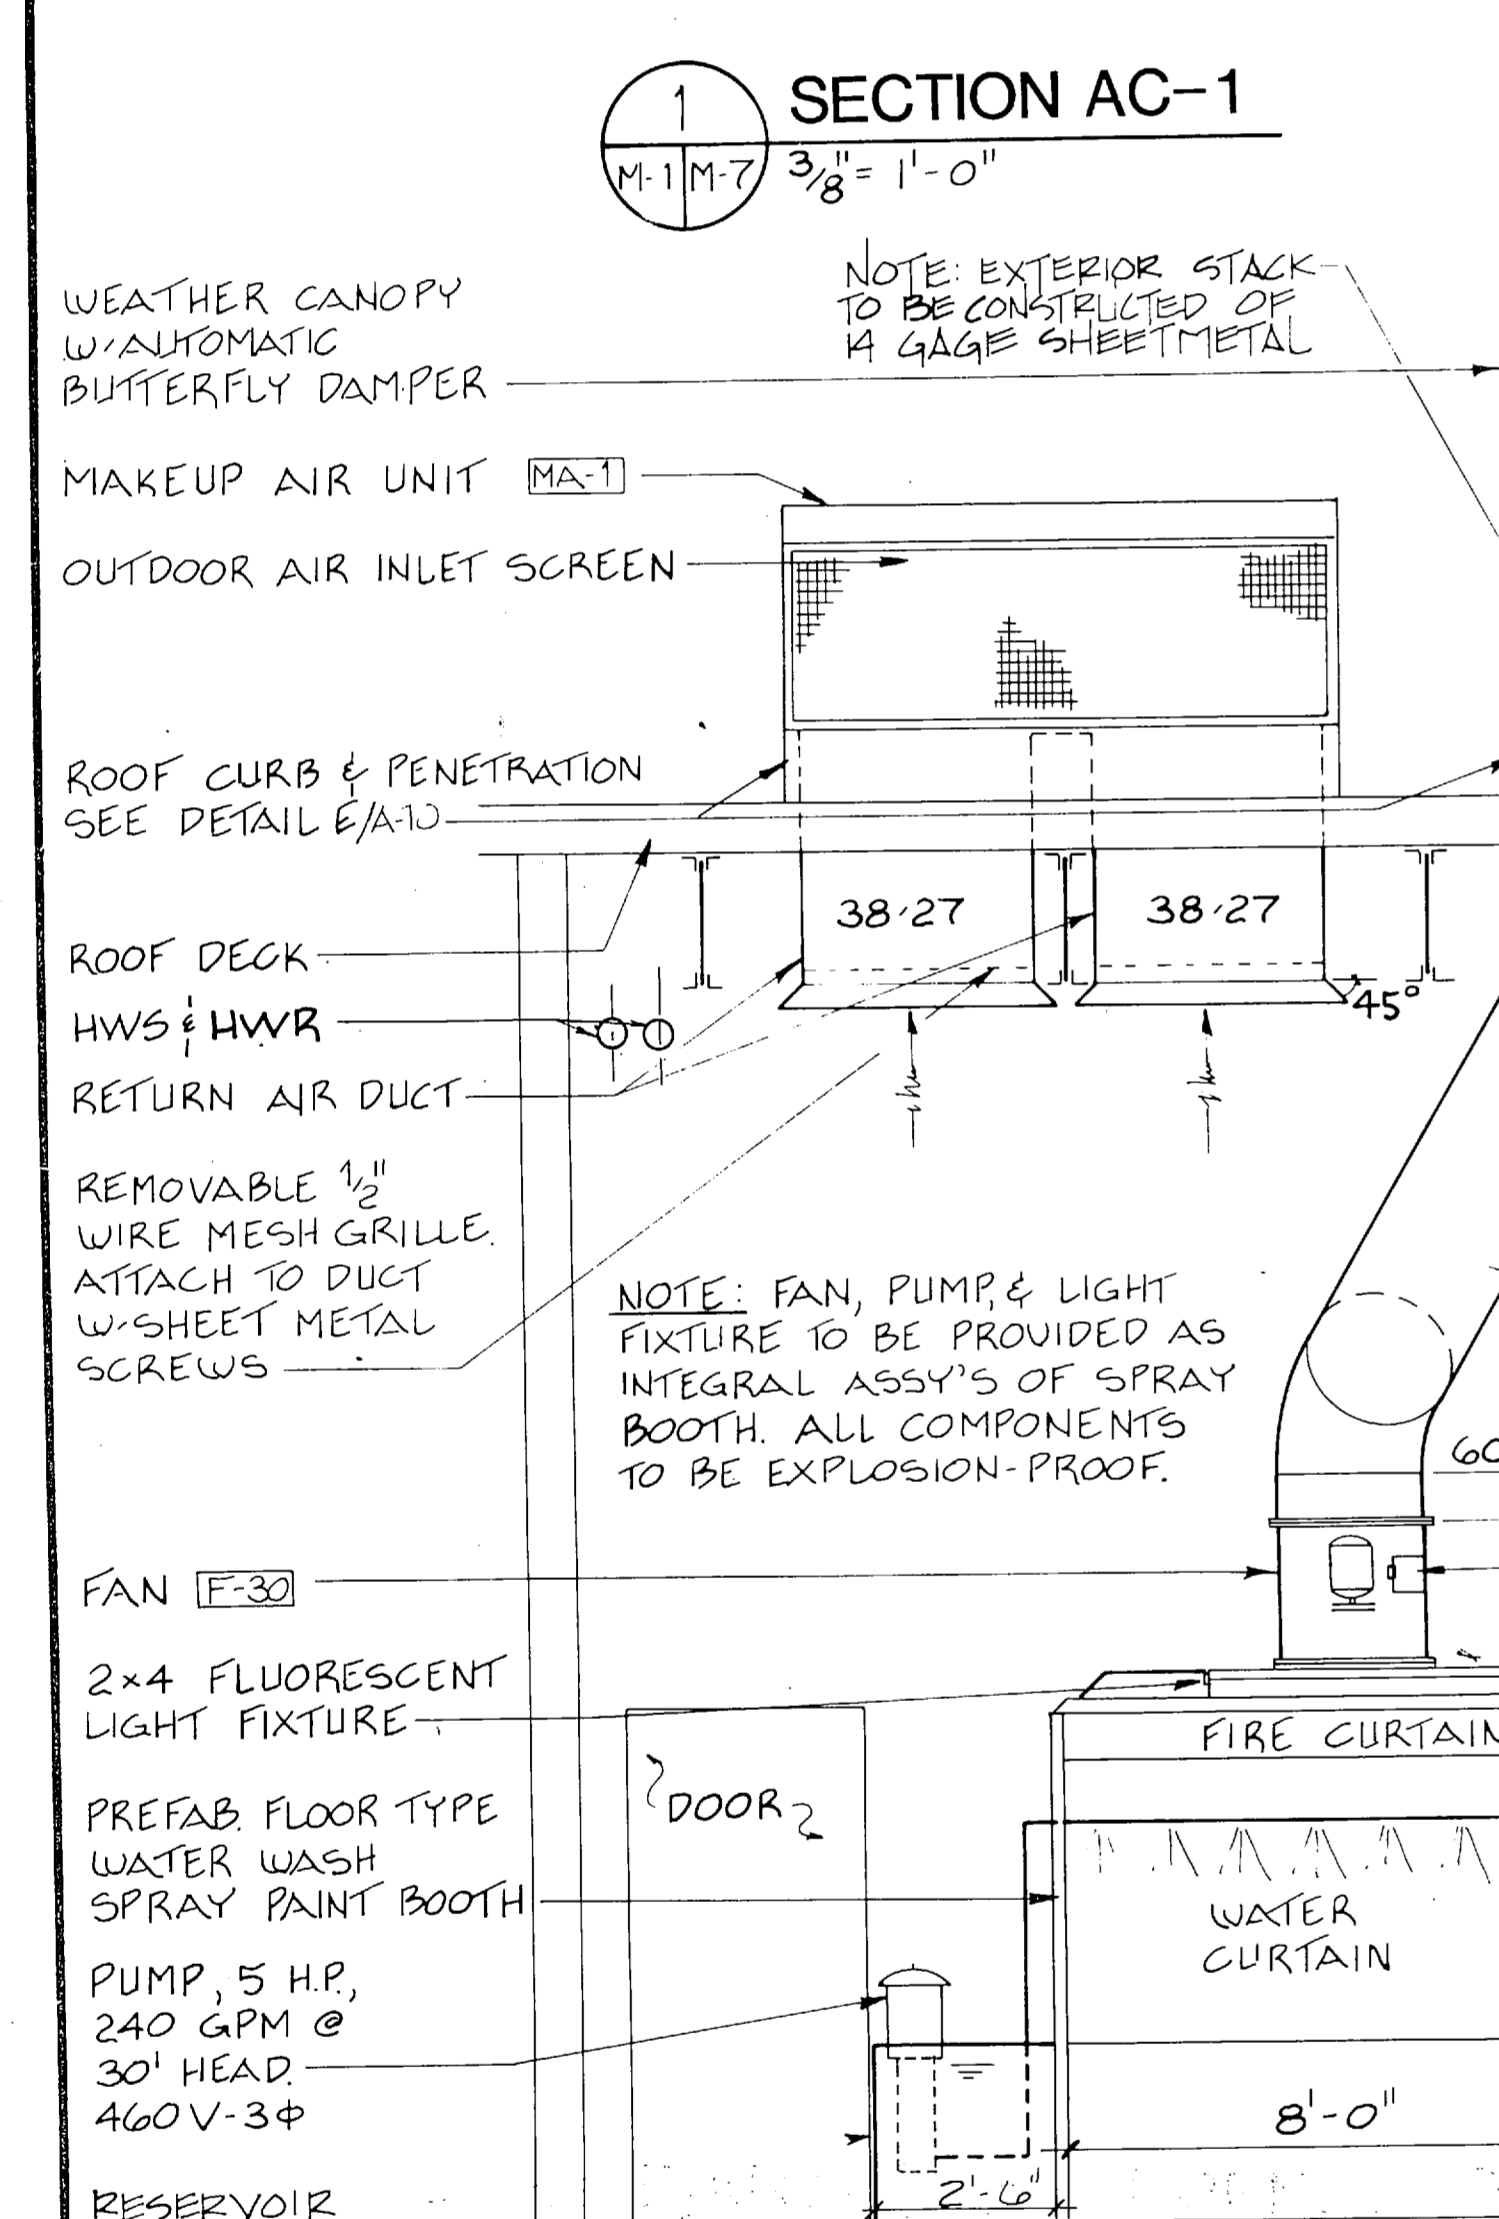 1
M-1 M-7
SECTION AC-1
3/8" = 1'-0"
NOTE: EXTERIOR STACK
TO BE CONSTRUCTED OF
14 GAGE SHEETMETAL
WEATHER CANOPY
W/AUTOMATIC
BUTTERFLY DAMPER
MAKEUP AIR UNIT MA-1
OUTDOOR AIR INLET SCREEN
ROOF CURB & PENETRATION
SEE DETAIL E/A-10
38/27
38/27
45°
ROOF DECK
HWS & HWR
RETURN AIR DUCT
REMOVABLE 1/2"
WIRE MESH GRILLE.
ATTACH TO DUCT
W/SHEET METAL
SCREWS
NOTE: FAN, PUMP, & LIGHT
FIXTURE TO BE PROVIDED AS
INTEGRAL ASSY'S OF SPRAY
BOOTH. ALL COMPONENTS
TO BE EXPLOSION-PROOF.
60
FAN F-30
2x4 FLUORESCENT
LIGHT FIXTURE
FIRE CURTAIN
DOOR
PREFAB. FLOOR TYPE
WATER WASH
SPRAY PAINT BOOTH
WATER
CURTAIN
PUMP, 5 H.P.,
240 GPM @
30' HEAD.
460V-3Φ
8'-0"
2'-6"
RESERVOIR